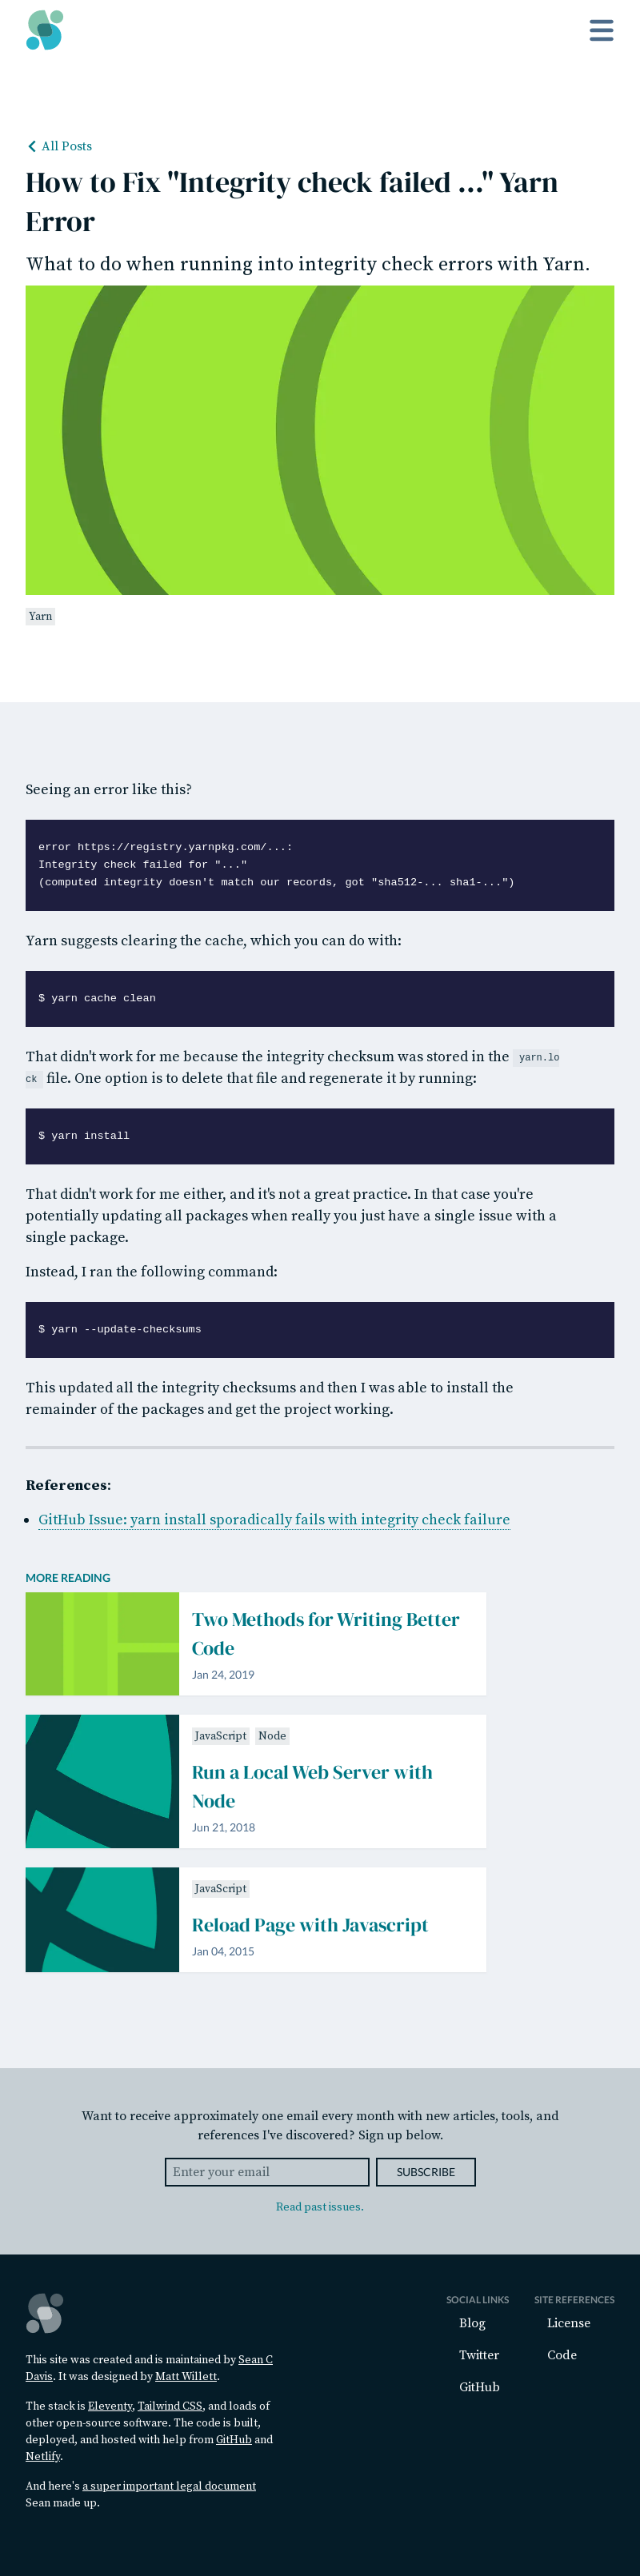 All Posts
How to Fix "Integrity check failed ..." Yarn
Error
What to do when running into integrity check errors with Yarn.
Yarn
Seeing an error like this?
error https://registry.yarnpkg.com/...:
Integrity check failed for "..."
(computed integrity doesn't match our records, got "sha512-... sha1-...")
Yarn suggests clearing the cache, which you can do with:
$ yarn cache clean
That didn't work for me because the integrity checksum was stored in the yarn.lo
ck file. One option is to delete that file and regenerate it by running:
$ yarn install
That didn't work for me either, and it's not a great practice. In that case you're
potentially updating all packages when really you just have a single issue with a
single package.
Instead, I ran the following command:
$ yarn --update-checksums
This updated all the integrity checksums and then I was able to install the
remainder of the packages and get the project working.
References:
GitHub Issue: yarn install sporadically fails with integrity check failure
MORE READING
Two Methods for Writing Better
Code
Jan 24, 2019
JavaScript Node
Run a Local Web Server with
Node
Jun 21, 2018
JavaScript
Reload Page with Javascript
Jan 04, 2015
Want to receive approximately one email every month with new articles, tools, and
references I've discovered? Sign up below.
Enter your email SUBSCRIBE
Read past issues.
This site was created and is maintained by Sean C
Davis. It was designed by Matt Willett.
The stack is Eleventy, Tailwind CSS, and loads of
other open-source software. The code is built,
deployed, and hosted with help from GitHub and
Netlify.
And here's a super important legal document
Sean made up.
SOCIAL LINKS
Blog
Twitter
GitHub
SITE REFERENCES
License
Code